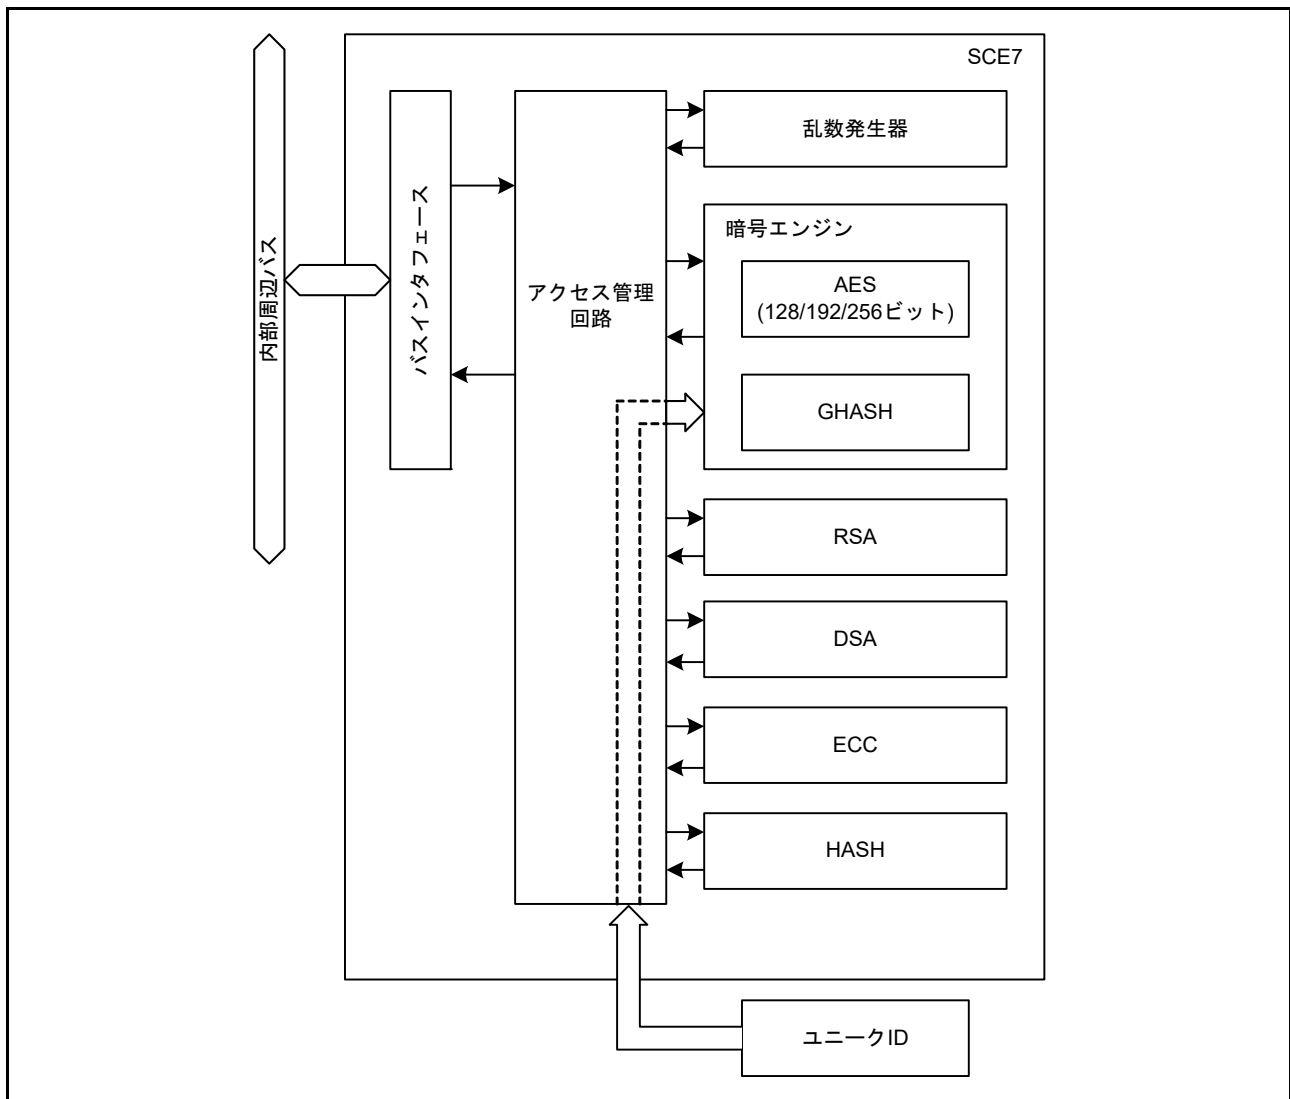 SCE7
内部周辺バス
バスインタフェース
アクセス管理
回路
乱数発生器
暗号エンジン
AES
(128/192/256ビット)
GHASH
RSA
DSA
ECC
HASH
ユニークID